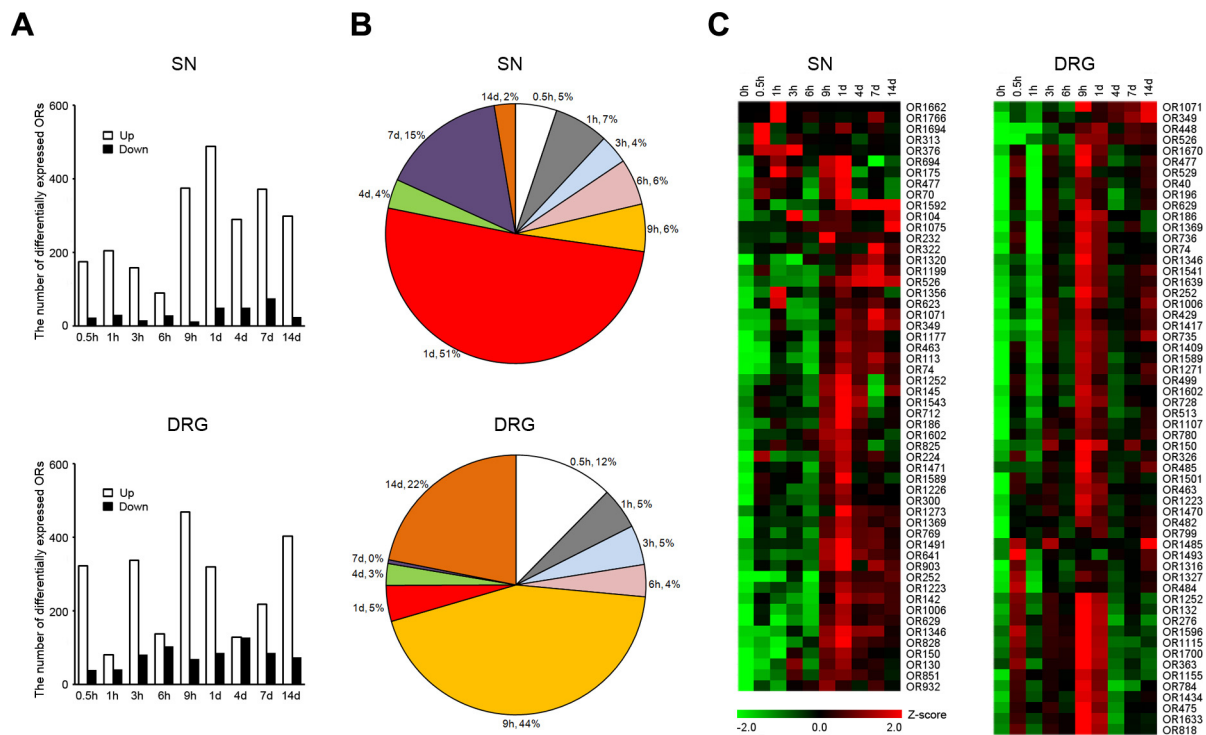 A
SN
The number of differentially expressed ORs
600
400
200
0
Up
Down
0.5h 1h 3h 6h 9h 1d 4d 7d 14d
DRG
The number of differentially expressed ORs
600
400
200
0
Up
Down
0.5h 1h 3h 6h 9h 1d 4d 7d 14d
B
SN
0.5h, 5%
1h, 7%
3h, 4%
6h, 6%
9h, 6%
1d, 51%
4d, 4%
7d, 15%
14d, 2%
DRG
0.5h, 12%
1h, 5%
3h, 5%
6h, 4%
9h, 44%
1d, 5%
4d, 3%
7d, 0%
14d, 22%
C
SN
0h 0.5h 1h 3h 6h 9h 1d 4d 7d 14d
OR1662
OR1766
OR1694
OR313
OR376
OR694
OR175
OR477
OR70
OR1592
OR104
OR1075
OR232
OR322
OR1320
OR1199
OR526
OR1356
OR623
OR1071
OR349
OR1177
OR463
OR113
OR74
OR1252
OR145
OR1543
OR712
OR186
OR1602
OR825
OR224
OR1471
OR1589
OR1226
OR300
OR1273
OR1369
OR769
OR1491
OR641
OR903
OR252
OR1223
OR142
OR1006
OR629
OR1346
OR828
OR150
OR130
OR851
OR932
-2.0 0.0 2.0
Z-score
DRG
0h 0.5h 1h 3h 6h 9h 1d 4d 7d 14d
OR1071
OR349
OR448
OR526
OR1670
OR477
OR529
OR40
OR196
OR629
OR186
OR1369
OR736
OR74
OR1346
OR1541
OR1639
OR252
OR1006
OR429
OR1417
OR735
OR1409
OR1589
OR1271
OR499
OR1602
OR728
OR513
OR1107
OR780
OR150
OR326
OR485
OR1501
OR463
OR1223
OR1470
OR482
OR799
OR1485
OR1493
OR1316
OR1327
OR484
OR1252
OR132
OR276
OR1596
OR1115
OR1700
OR363
OR1155
OR784
OR1434
OR475
OR1633
OR818